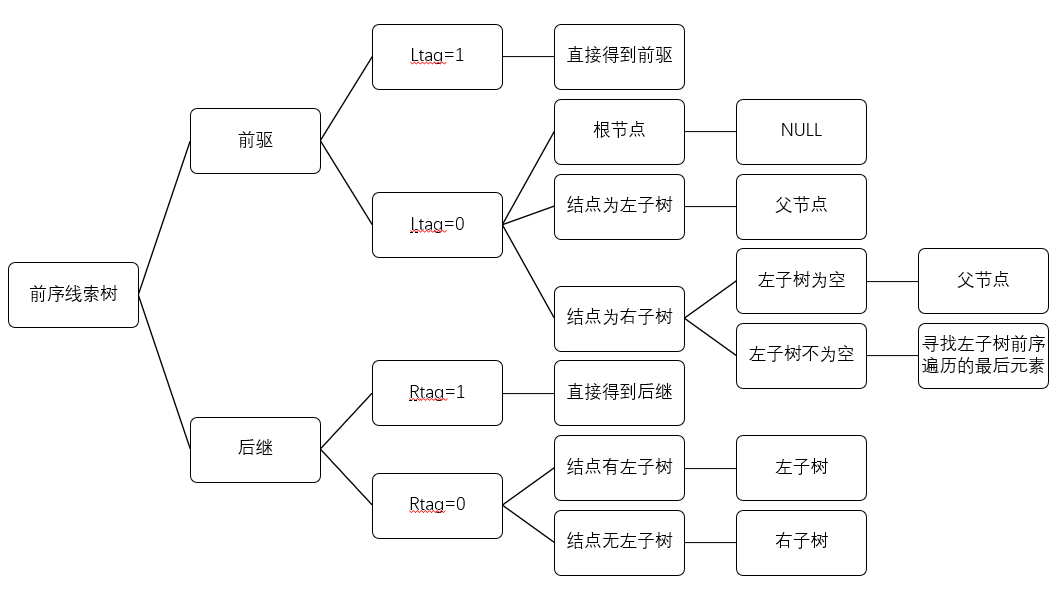 前序线索树
前驱
Ltag=1
直接得到前驱
Ltag=0
根节点
NULL
结点为左子树
父节点
结点为右子树
左子树为空
父节点
左子树不为空
寻找左子树前序
遍历的最后元素
后继
Rtag=1
直接得到后继
Rtag=0
结点有左子树
左子树
结点无左子树
右子树